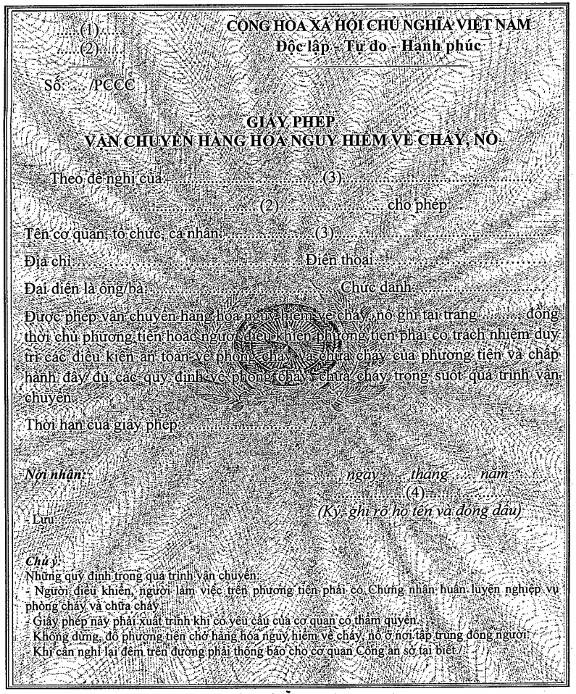 .....(1).....
.....(2).....
CỘNG HÒA XÃ HỘI CHỦ NGHĨA VIỆT NAM
Độc lập - Tự do - Hạnh phúc
Số: .... /PCCC
GIẤY PHÉP
VẬN CHUYỂN HÀNG HÓA NGUY HIỂM VỀ CHÁY, NỔ
Theo đề nghị của:..........(3)..........
..........(2)..........cho phép:
Tên cơ quan, tổ chức, cá nhân:..........(3)..........
Địa chỉ:.......... Điện thoại:..........
Đại diện là ông/bà:.......... Chức danh:..........
Được phép vận chuyển hàng hóa nguy hiểm về cháy, nổ ghi tại trang .......... đồng
thời chủ phương tiện hoặc người điều khiển phương tiện phải có trách nhiệm duy
trì các điều kiện an toàn về phòng cháy và chữa cháy của phương tiện và chấp
hành đầy đủ các quy định về phòng cháy, chữa cháy trong suốt quá trình vận
chuyển.
Thời hạn của giấy phép:..........
Nơi nhận:
....., ngày ..... tháng ..... năm .....
..........(4)..........
(Ký, ghi rõ họ tên và đóng dấu)
- Lưu
Chú ý:
Những quy định trong quá trình vận chuyển:
- Người điều khiển, người làm việc trên phương tiện phải có Chứng nhận huấn luyện nghiệp vụ
phòng cháy và chữa cháy.
- Giấy phép này phải xuất trình khi có yêu cầu của cơ quan có thẩm quyền.
- Không dừng, đỗ phương tiện chở hàng hóa nguy hiểm về cháy, nổ ở nơi tập trung đông người.
- Khi cần nghỉ lại đêm trên đường phải thông báo cho cơ quan Công an sở tại biết.